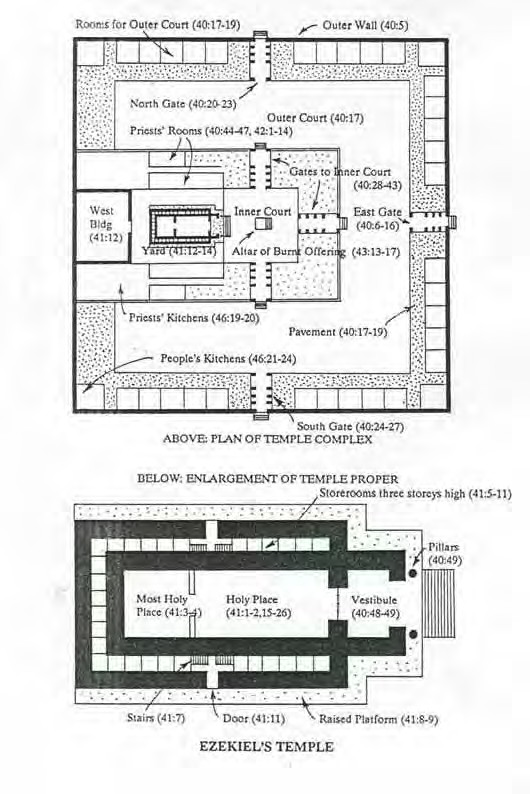 Rooms for Outer Court (40:17-19)
Outer Wall (40:5)
North Gate (40:20-23)
Outer Court (40:17)
Priests' Rooms (40:44-47, 42:1-14)
Gates to Inner Court
(40:28-43)
West
Bldg
(41:12)
Inner Court
East Gate
(40:6-16)
Yard (41:12-14)
Altar of Burnt Offering (43:13-17)
Priests' Kitchens (46:19-20)
Pavement (40:17-19)
People's Kitchens (46:21-24)
South Gate (40:24-27)
ABOVE: PLAN OF TEMPLE COMPLEX
BELOW: ENLARGEMENT OF TEMPLE PROPER
Storerooms three storeys high (41:5-11)
Pillars
(40:49)
Most Holy
Place (41:3-4)
Holy Place
(41:1-2,15-26)
Vestibule
(40:48-49)
Stairs (41:7)
Door (41:11)
Raised Platform (41:8-9)
EZEKIEL'S TEMPLE